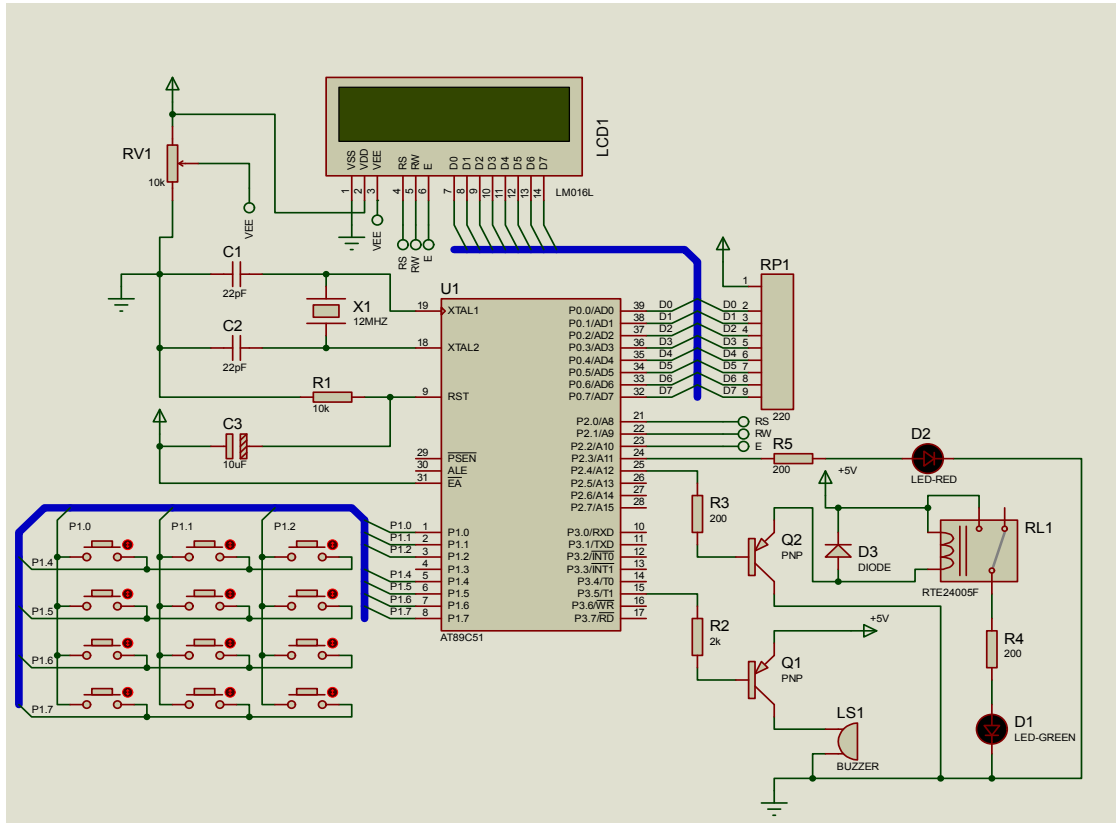 RV1
10k
VEE
LCD1
LM016L
VSS
VDD
VEE
RS
RW
E
D0
D1
D2
D3
D4
D5
D6
D7
1
2
3
4
5
6
7
8
9
10
11
12
13
14
VEE
RS
RW
E
C1
22pF
X1
12MHZ
C2
22pF
R1
10k
C3
10uF
U1
19 XTAL1
18 XTAL2
9 RST
29 PSEN
30 ALE
31 EA
P1.0 1 P1.0
P1.1 2 P1.1
P1.2 3 P1.2
4 P1.3
P1.4 5 P1.4
P1.5 6 P1.5
P1.6 7 P1.6
P1.7 8 P1.7
AT89C51
P0.0/AD0 39 D0
P0.1/AD1 38 D1
P0.2/AD2 37 D2
P0.3/AD3 36 D3
P0.4/AD4 35 D4
P0.5/AD5 34 D5
P0.6/AD6 33 D6
P0.7/AD7 32 D7
P2.0/A8 21 RS
P2.1/A9 22 RW
P2.2/A10 23 E
P2.3/A11 24
P2.4/A12 25
P2.5/A13 26
P2.6/A14 27
P2.7/A15 28
P3.0/RXD 10
P3.1/TXD 11
P3.2/INT0 12
P3.3/INT1 13
P3.4/T0 14
P3.5/T1 15
P3.6/WR 16
P3.7/RD 17
RP1
1
D0 2
D1 3
D2 4
D3 5
D4 6
D5 7
D6 8
D7 9
220
R5
200
D2
LED-RED
R3
200
Q2
PNP
+5V
D3
DIODE
RL1
RTE24005F
R2
2k
Q1
PNP
+5V
LS1
BUZZER
R4
200
D1
LED-GREEN
P1.0
P1.1
P1.2
P1.4
P1.5
P1.6
P1.7